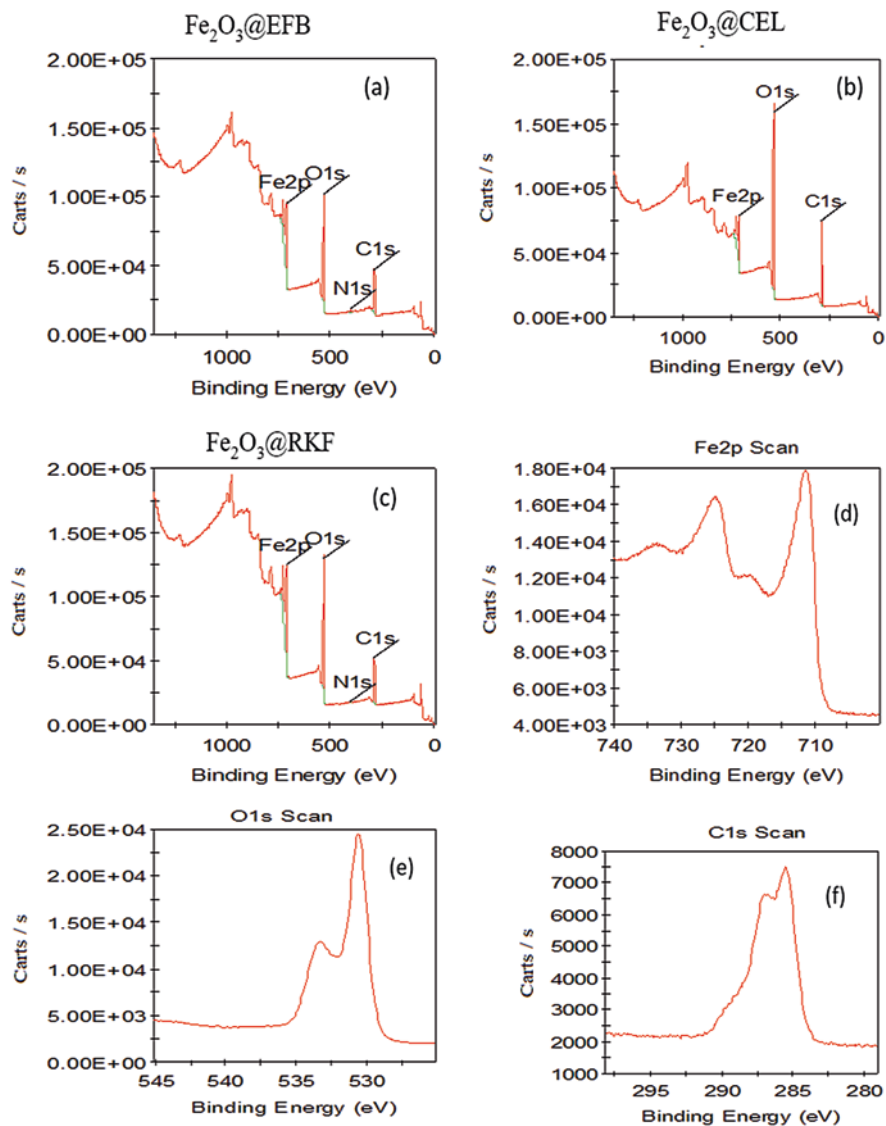 Fe₂O₃@EFB
2.00E+05
1.50E+05
1.00E+05
5.00E+04
0.00E+00
Carts / s
(a)
Fe2p
O1s
C1s
N1s
1000
500
0
Binding Energy (eV)
Fe₂O₃@CEL
2.00E+05
1.50E+05
1.00E+05
5.00E+04
0.00E+00
Carts / s
(b)
O1s
Fe2p
C1s
1000
500
0
Binding Energy (eV)
Fe₂O₃@RKF
2.00E+05
1.50E+05
1.00E+05
5.00E+04
0.00E+00
Carts / s
(c)
Fe2p
O1s
C1s
N1s
1000
500
0
Binding Energy (eV)
Fe2p Scan
1.80E+04
1.60E+04
1.40E+04
1.20E+04
1.00E+04
8.00E+03
6.00E+03
4.00E+03
Carts / s
(d)
740
730
720
710
Binding Energy (eV)
O1s Scan
2.50E+04
2.00E+04
1.50E+04
1.00E+04
5.00E+03
0.00E+00
Carts / s
(e)
545
540
535
530
Binding Energy (eV)
C1s Scan
8000
7000
6000
5000
4000
3000
2000
1000
Carts / s
(f)
295
290
285
280
Binding Energy (eV)